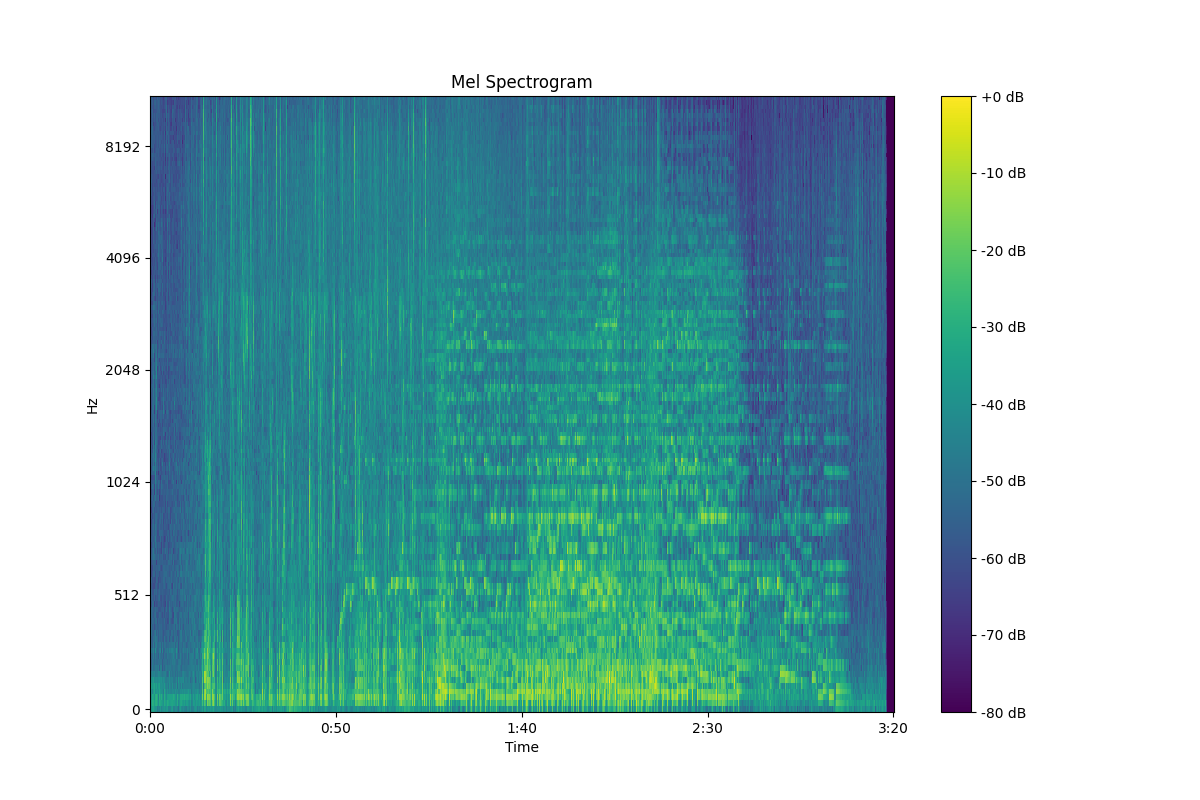 Mel Spectrogram
Hz
8192
4096
2048
1024
512
0
0:00
0:50
1:40
2:30
3:20
Time
+0 dB
-10 dB
-20 dB
-30 dB
-40 dB
-50 dB
-60 dB
-70 dB
-80 dB